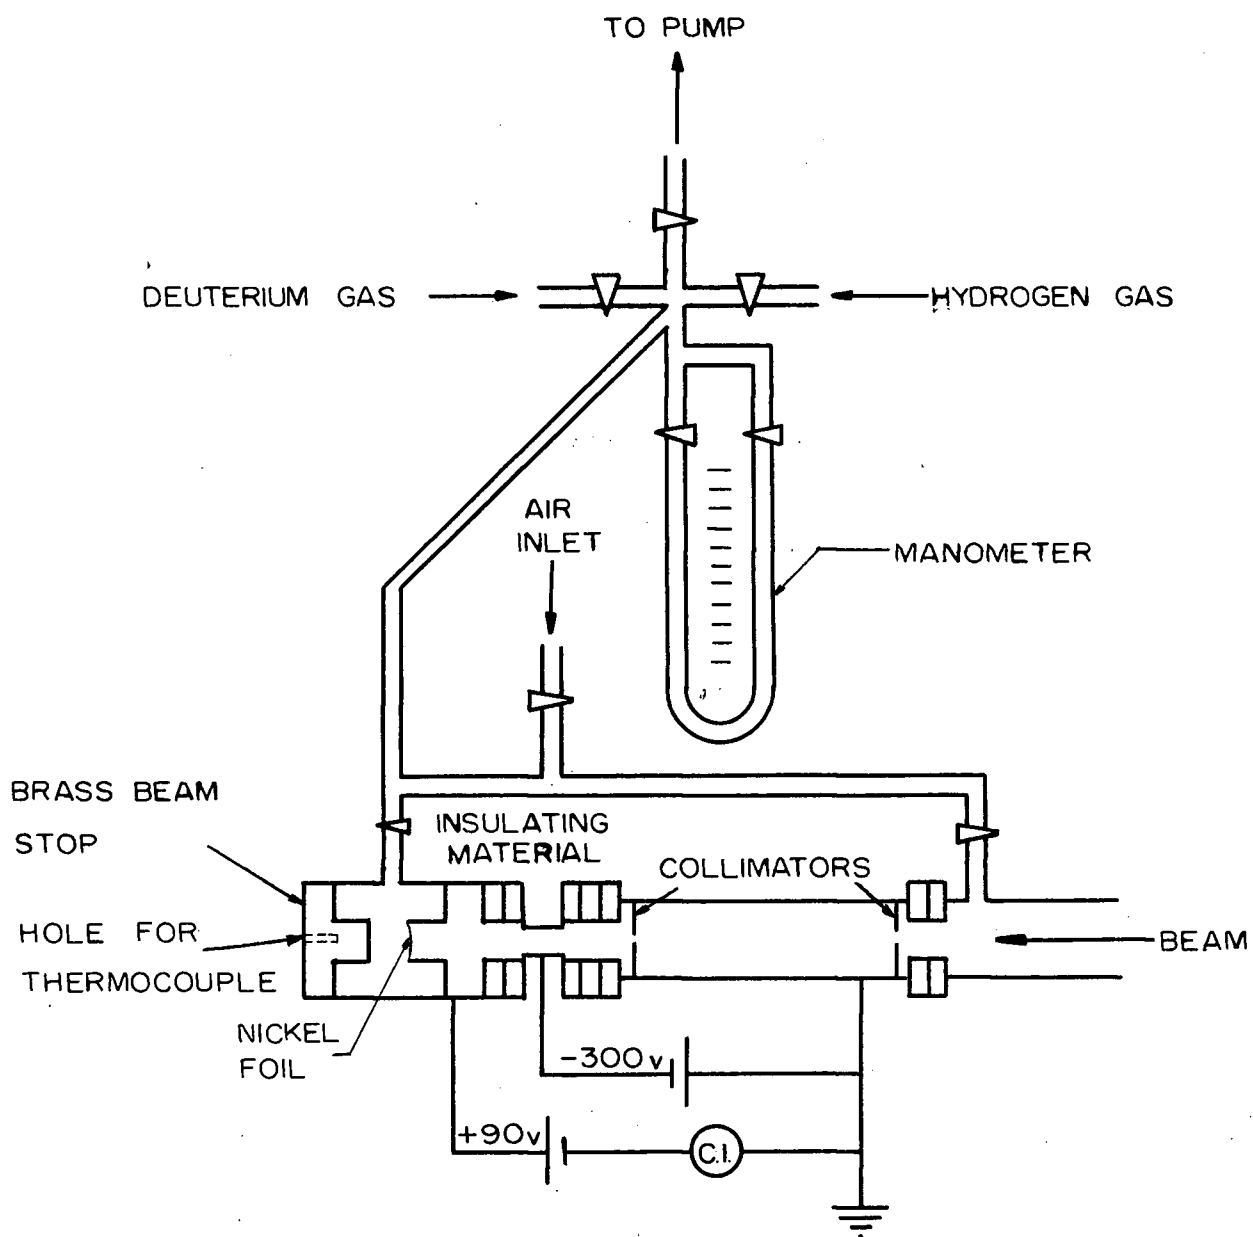 TO PUMP
DEUTERIUM GAS
HYDROGEN GAS
AIR
INLET
MANOMETER
BRASS BEAM
STOP
INSULATING
MATERIAL
COLLIMATORS
HOLE FOR
THERMOCOUPLE
BEAM
NICKEL
FOIL
-300v
+90v
C.I.